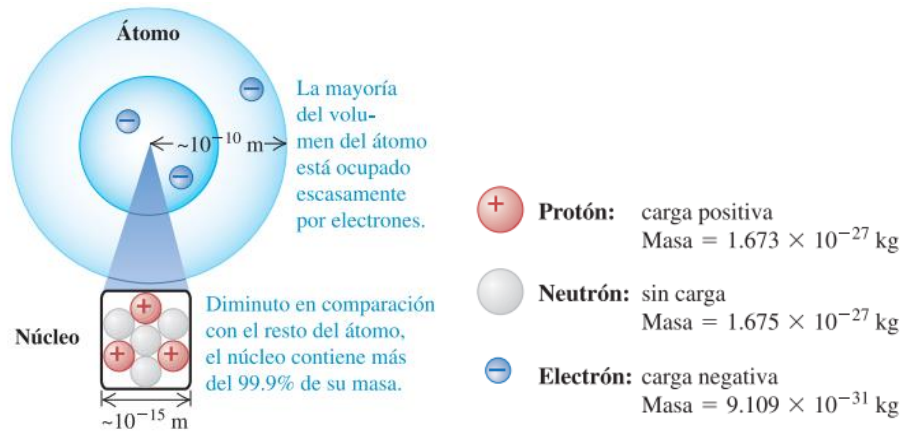 Átomo
La mayoría
del volu-
men del átomo
está ocupado
escasamente
por electrones.
~10⁻¹⁰ m
Núcleo
Diminuto en comparación
con el resto del átomo,
el núcleo contiene más
del 99.9% de su masa.
~10⁻¹⁵ m
Protón: carga positiva
Masa = 1.673 × 10⁻²⁷ kg
Neutrón: sin carga
Masa = 1.675 × 10⁻²⁷ kg
Electrón: carga negativa
Masa = 9.109 × 10⁻³¹ kg